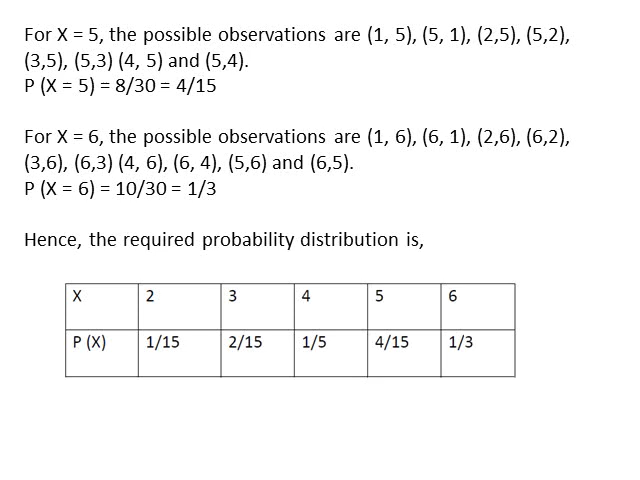 For X = 5, the possible observations are (1, 5), (5, 1), (2,5), (5,2),
(3,5), (5,3) (4, 5) and (5,4).
P (X = 5) = 8/30 = 4/15
For X = 6, the possible observations are (1, 6), (6, 1), (2,6), (6,2),
(3,6), (6,3) (4, 6), (6, 4), (5,6) and (6,5).
P (X = 6) = 10/30 = 1/3
Hence, the required probability distribution is,
X 2 3 4 5 6
P (X) 1/15 2/15 1/5 4/15 1/3